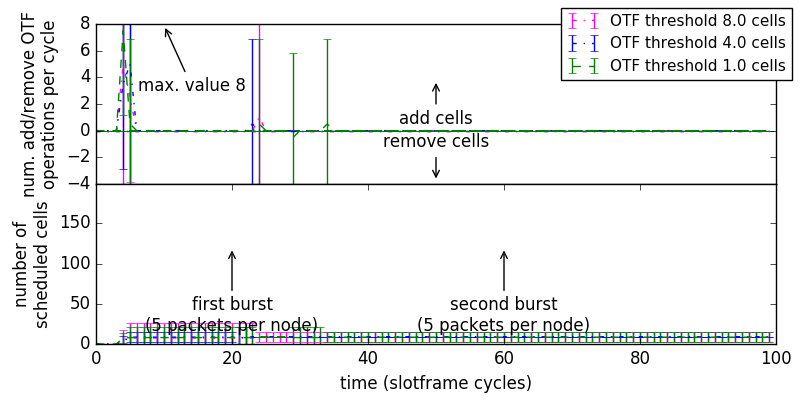 OTF threshold 8.0 cells
OTF threshold 4.0 cells
OTF threshold 1.0 cells
num. add/remove OTF
operations per cycle
8
6
4
2
0
−2
−4
max. value 8
add cells
remove cells
number of
scheduled cells
150
100
50
0
first burst
(5 packets per node)
second burst
(5 packets per node)
0 20 40 60 80 100
time (slotframe cycles)